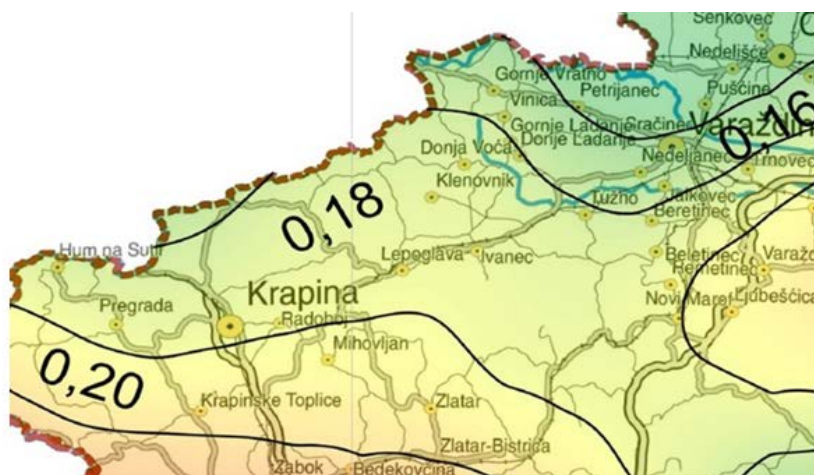 Senkovec
Nedelišće
Gornje Vratno
Petrijanec
Pušćine
Vinica
0,16
Gornje Ladanje
Sračinec
Varaždin
Donja Voća
Donje Ladanje
Nedeljanec
Trnovec
Klenovnik
Jalkovec
Tužno
Beretinec
0,18
Hum na Sutli
Lepoglava
Ivanec
Beletinec
Varažd
Remetinec
Krapina
Novi Marof
Ljubešćica
Pregrada
Radoboj
Mihovljan
0,20
Krapinske Toplice
Zlatar
Zlatar-Bistrica
Zabok
Bedekovčina